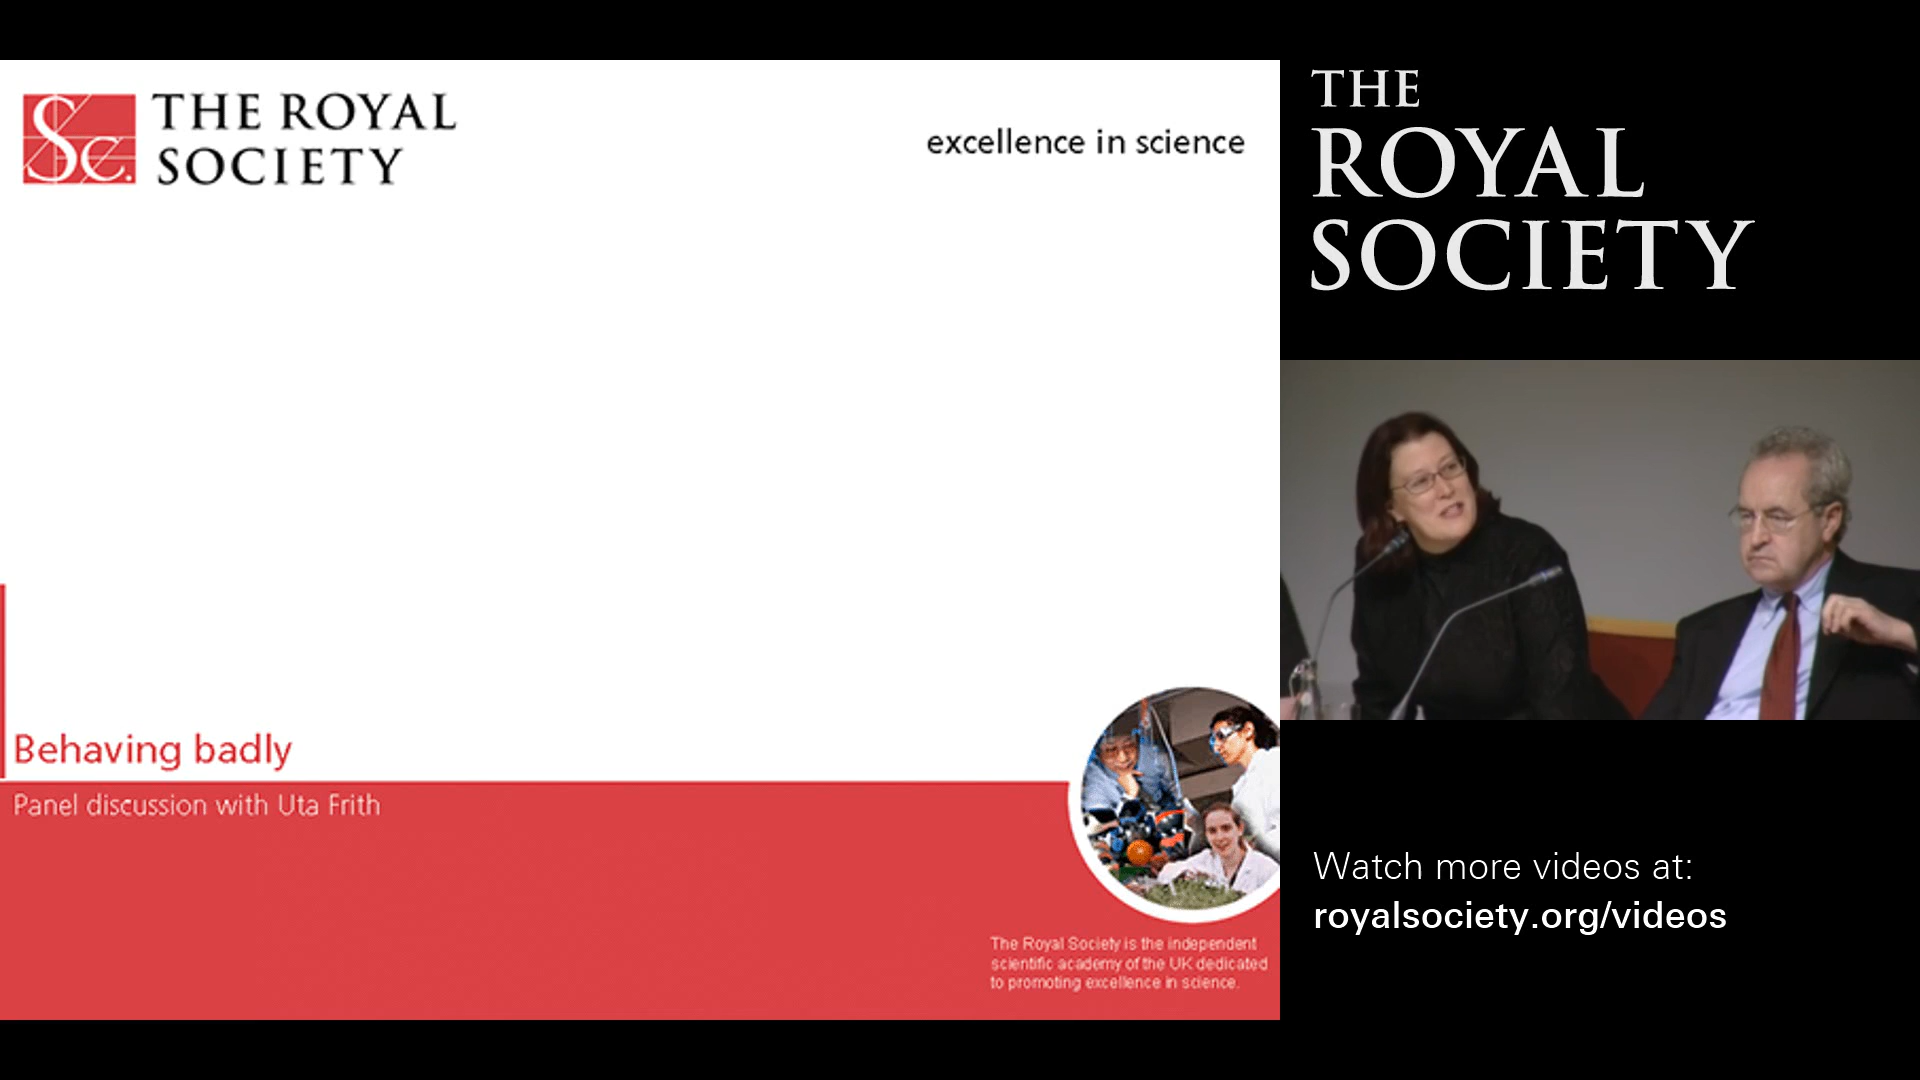 Sc.
THE ROYAL
SOCIETY
excellence in science
Behaving badly
Panel discussion with Uta Frith
The Royal Society is the independent
scientific academy of the UK dedicated
to promoting excellence in science.
THE
ROYAL
SOCIETY
Watch more videos at:
royalsociety.org/videos